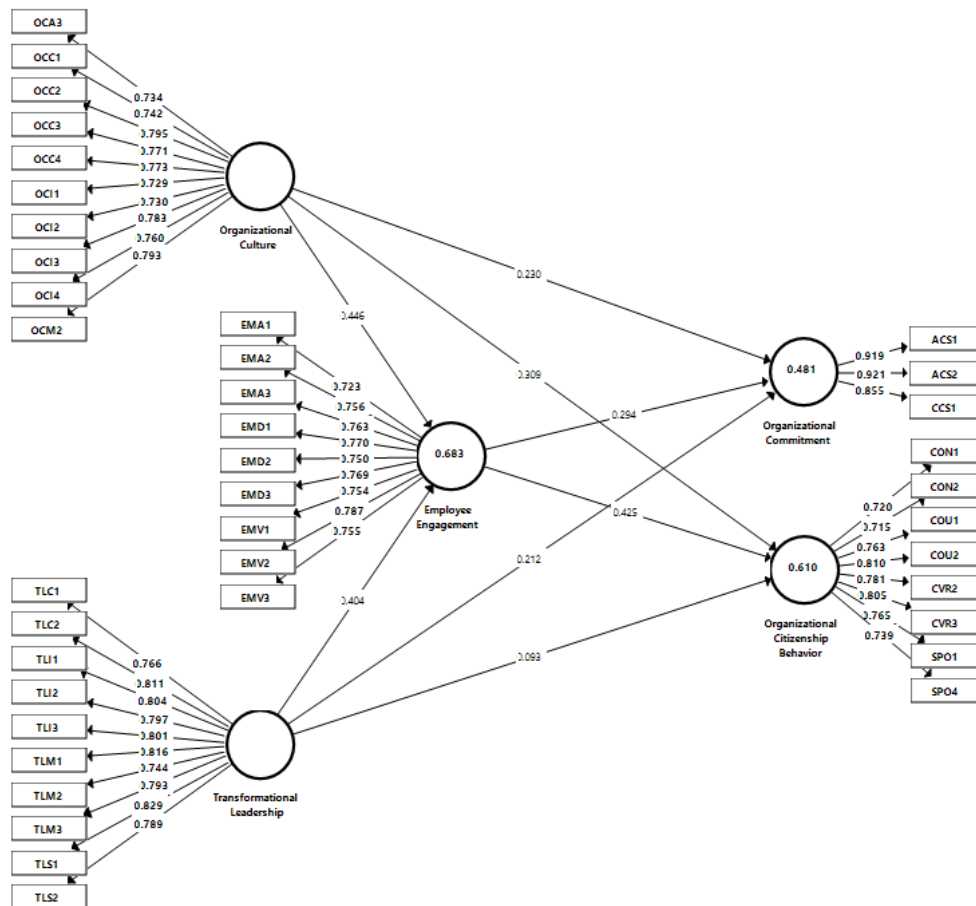 OCA3
OCC1
OCC2
OCC3
OCC4
OCI1
OCI2
OCI3
OCI4
OCM2
0.734
0.742
0.795
0.771
0.773
0.729
0.730
0.783
0.760
0.793
Organizational
Culture
0.230
0.446
0.309
EMA1
EMA2
EMA3
EMD1
EMD2
EMD3
EMV1
EMV2
EMV3
0.723
0.756
0.763
0.770
0.750
0.769
0.754
0.787
0.755
0.683
Employee
Engagement
0.294
0.425
0.212
0.404
0.093
0.481
Organizational
Commitment
0.919
0.921
0.855
ACS1
ACS2
CCS1
0.610
Organizational
Citizenship
Behavior
0.720
0.715
0.763
0.810
0.781
0.805
0.765
0.739
CON1
CON2
COU1
COU2
CVR2
CVR3
SPO1
SPO4
TLC1
TLC2
TLI1
TLI2
TLI3
TLM1
TLM2
TLM3
TLS1
TLS2
0.766
0.811
0.804
0.797
0.801
0.816
0.744
0.793
0.829
0.789
Transformational
Leadership